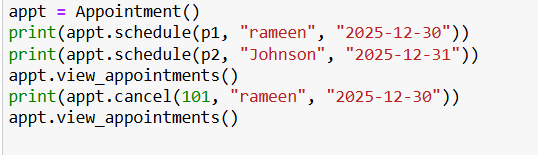 appt = Appointment()
print(appt.schedule(p1, "rameen", "2025-12-30"))
print(appt.schedule(p2, "Johnson", "2025-12-31"))
appt.view_appointments()
print(appt.cancel(101, "rameen", "2025-12-30"))
appt.view_appointments()